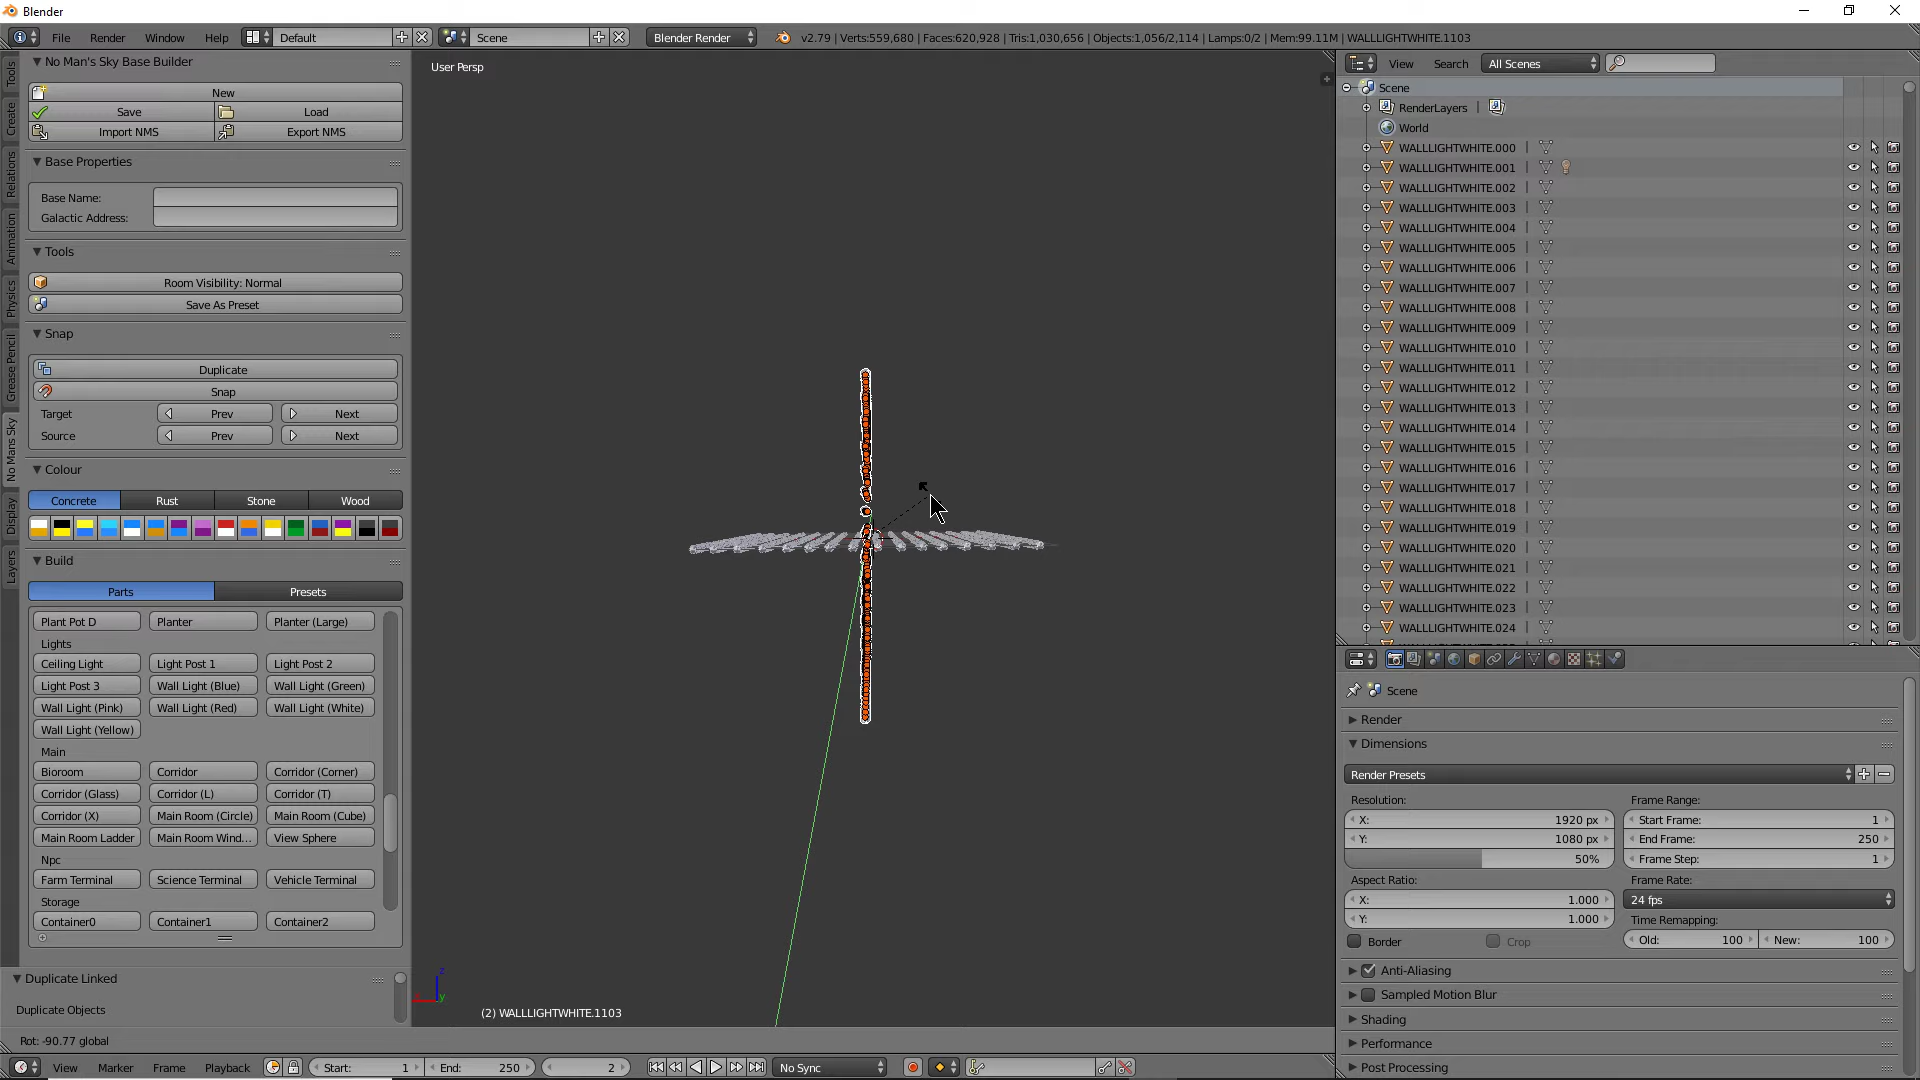 Blender
File Render Window Help Default Scene Blender Render v2.79 | Verts:559,680 | Faces:620,928 | Tris:1,030,656 | Objects:1,056/2,114 | Lamps:0/2 | Mem:99.11M | WALLLIGHTWHITE.1103
Tools
Create
Relations
Animation
Physics
Grease Pencil
No Mans Sky
Display
Layers
No Man's Sky Base Builder
New
Save Load
Import NMS Export NMS
Base Properties
Base Name:
Galactic Address:
Tools
Room Visibility: Normal
Save As Preset
Snap
Duplicate
Snap
Target Prev Next
Source Prev Next
Colour
Concrete Rust Stone Wood
Build
Parts Presets
Plant Pot D Planter Planter (Large)
Lights
Ceiling Light Light Post 1 Light Post 2
Light Post 3 Wall Light (Blue) Wall Light (Green)
Wall Light (Pink) Wall Light (Red) Wall Light (White)
Wall Light (Yellow)
Main
Bioroom Corridor Corridor (Corner)
Corridor (Glass) Corridor (L) Corridor (T)
Corridor (X) Main Room (Circle) Main Room (Cube)
Main Room Ladder Main Room Wind... View Sphere
Npc
Farm Terminal Science Terminal Vehicle Terminal
Storage
Container0 Container1 Container2
Duplicate Linked
Duplicate Objects
User Persp
z
y
(2) WALLLIGHTWHITE.1103
Rot: -90.77 global
View Marker Frame Playback Start: 1 End: 250 2 No Sync
View Search All Scenes
Scene
RenderLayers |
World
WALLLIGHTWHITE.000 |
WALLLIGHTWHITE.001 |
WALLLIGHTWHITE.002 |
WALLLIGHTWHITE.003 |
WALLLIGHTWHITE.004 |
WALLLIGHTWHITE.005 |
WALLLIGHTWHITE.006 |
WALLLIGHTWHITE.007 |
WALLLIGHTWHITE.008 |
WALLLIGHTWHITE.009 |
WALLLIGHTWHITE.010 |
WALLLIGHTWHITE.011 |
WALLLIGHTWHITE.012 |
WALLLIGHTWHITE.013 |
WALLLIGHTWHITE.014 |
WALLLIGHTWHITE.015 |
WALLLIGHTWHITE.016 |
WALLLIGHTWHITE.017 |
WALLLIGHTWHITE.018 |
WALLLIGHTWHITE.019 |
WALLLIGHTWHITE.020 |
WALLLIGHTWHITE.021 |
WALLLIGHTWHITE.022 |
WALLLIGHTWHITE.023 |
WALLLIGHTWHITE.024 |
Scene
Render
Dimensions
Render Presets
Resolution: Frame Range:
X: 1920 px Start Frame: 1
Y: 1080 px End Frame: 250
50% Frame Step: 1
Aspect Ratio: Frame Rate:
X: 1.000 24 fps
Y: 1.000 Time Remapping:
Border Crop Old: 100 New: 100
Anti-Aliasing
Sampled Motion Blur
Shading
Performance
Post Processing